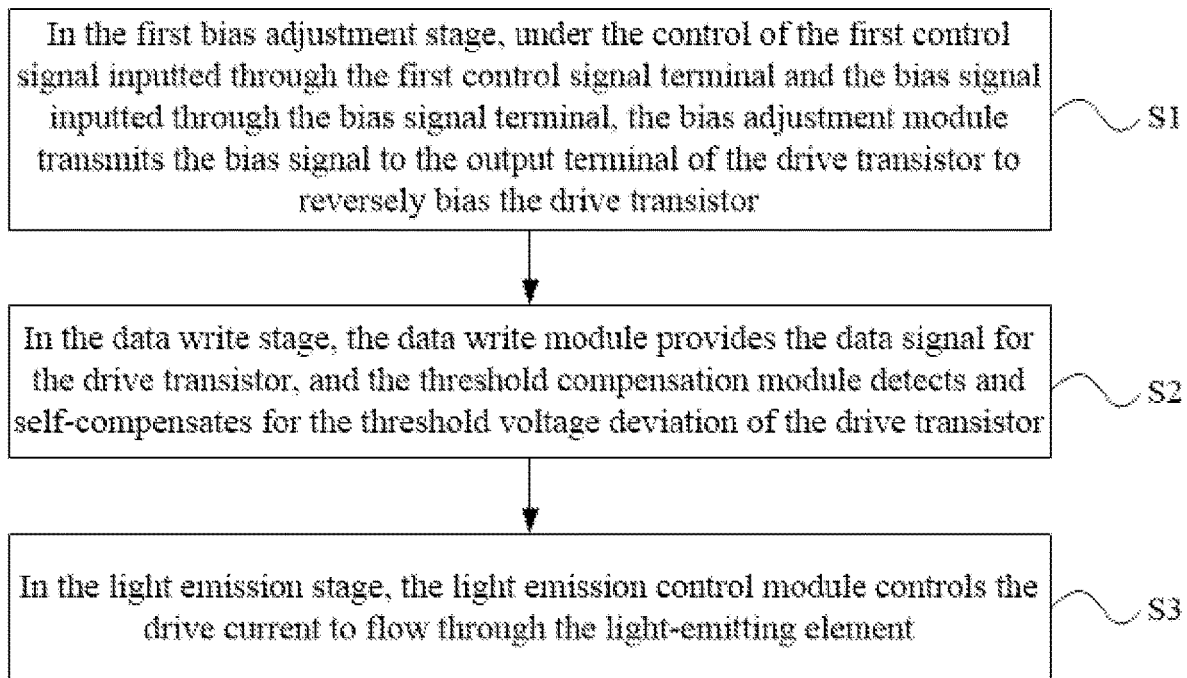 In the first bias adjustment stage, under the control of the first control
signal inputted through the first control signal terminal and the bias signal
inputted through the bias signal terminal, the bias adjustment module
transmits the bias signal to the output terminal of the drive transistor to
reversely bias the drive transistor
S1
In the data write stage, the data write module provides the data signal for
the drive transistor, and the threshold compensation module detects and
self-compensates for the threshold voltage deviation of the drive transistor
S2
In the light emission stage, the light emission control module controls the
drive current to flow through the light-emitting element
S3